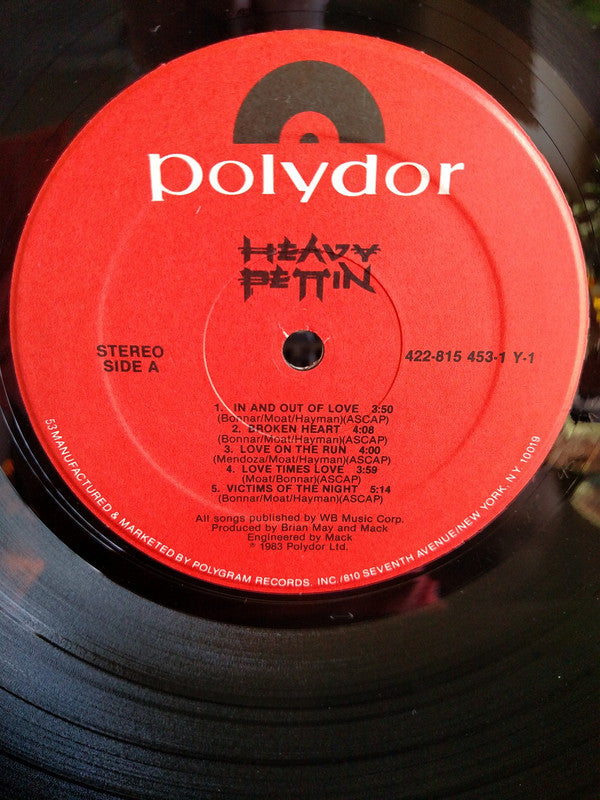 polydor
HEAVY
PETTIN
STEREO
SIDE A
422-815 453-1 Y-1
1. IN AND OUT OF LOVE 3:50
(Bonnar/Moat/Hayman)(ASCAP)
2. BROKEN HEART 4:08
(Bonnar/Moat/Hayman)(ASCAP)
3. LOVE ON THE RUN 4:00
(Mendoza/Moat/Hayman)(ASCAP)
4. LOVE TIMES LOVE 3:59
(Moat/Bonnar)(ASCAP)
5. VICTIMS OF THE NIGHT 5:14
(Bonnar/Moat/Hayman)(ASCAP)
All songs published by WB Music Corp.
Produced by Brian May and Mack
Engineered by Mack
℗ 1983 Polydor Ltd.
53 MANUFACTURED & MARKETED BY POLYGRAM RECORDS, INC./810 SEVENTH AVENUE/NEW YORK, NY 10019